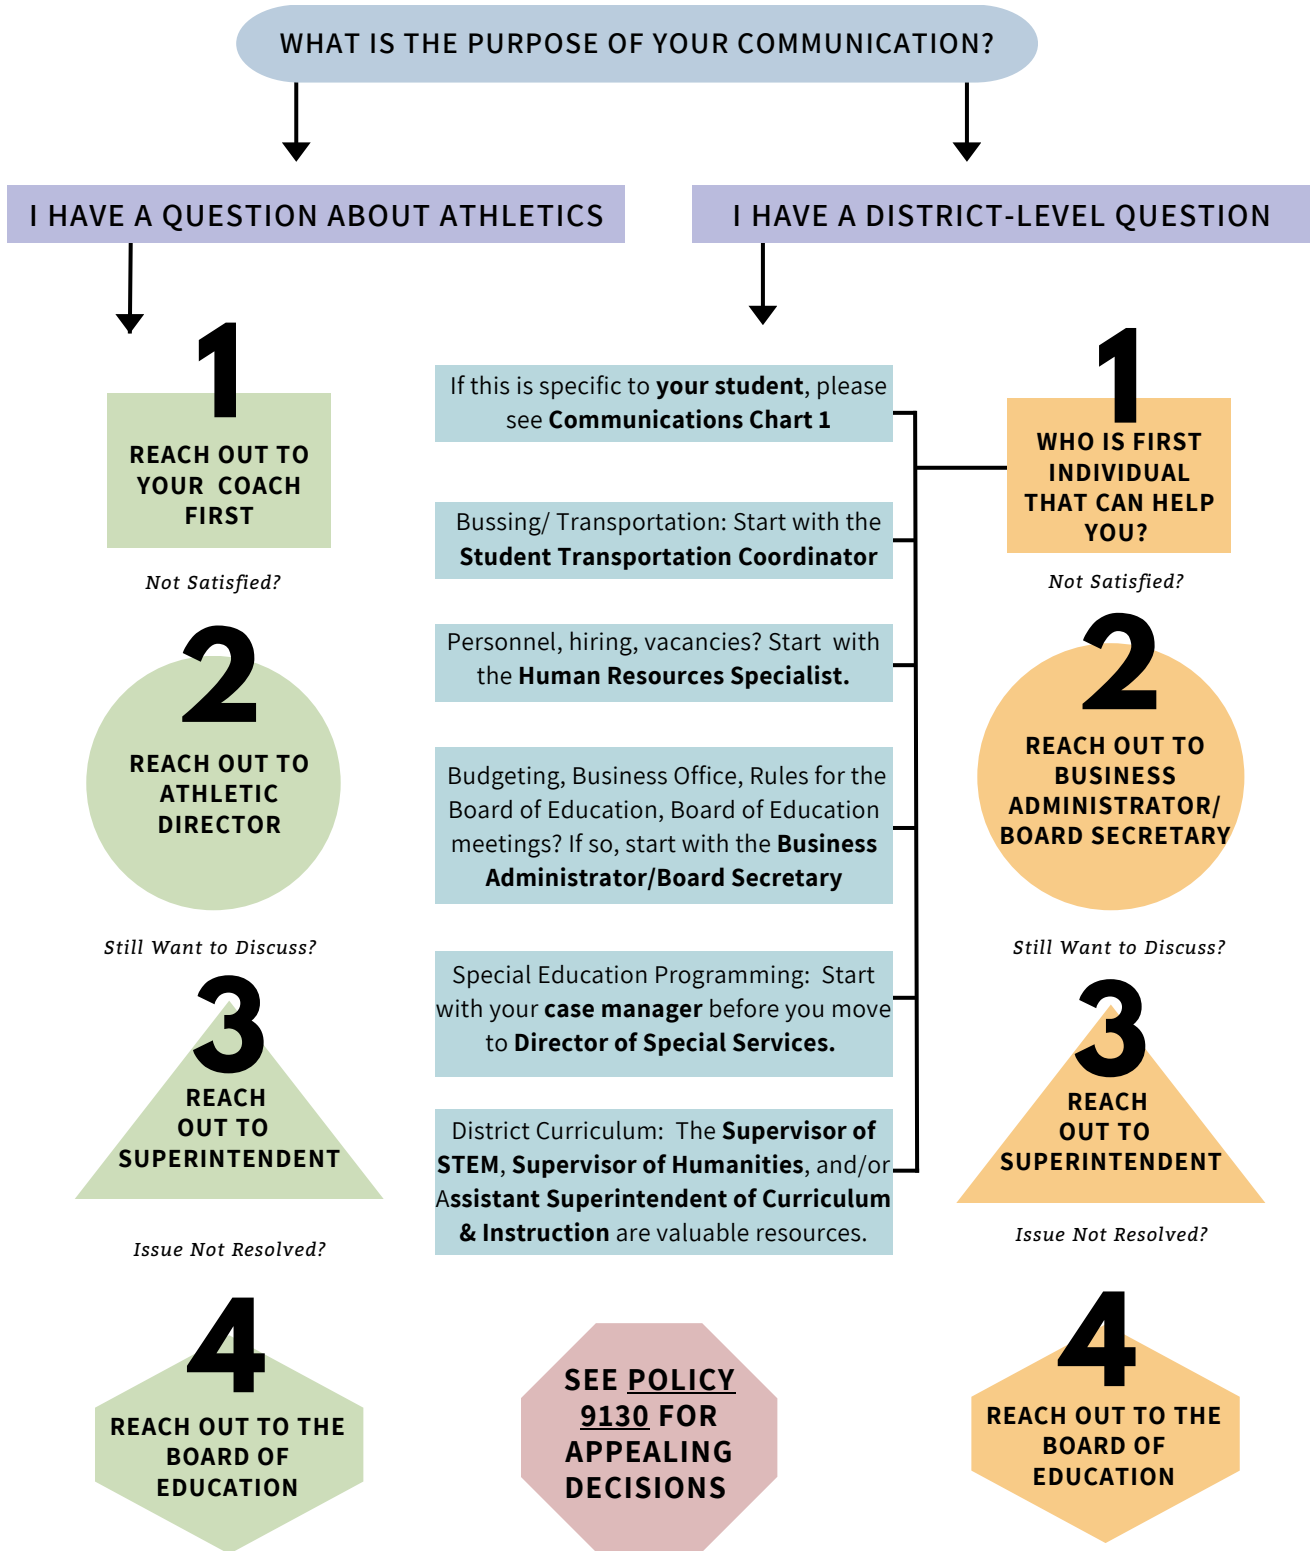 WHAT IS THE PURPOSE OF YOUR COMMUNICATION?
I HAVE A QUESTION ABOUT ATHLETICS
1
REACH OUT TO
YOUR COACH
FIRST
Not Satisfied?
2
REACH OUT TO
ATHLETIC
DIRECTOR
Still Want to Discuss?
3
REACH
OUT TO
SUPERINTENDENT
Issue Not Resolved?
4
REACH OUT TO THE
BOARD OF
EDUCATION
I HAVE A DISTRICT-LEVEL QUESTION
1
WHO IS FIRST
INDIVIDUAL
THAT CAN HELP
YOU?
If this is specific to your student, please
see Communications Chart 1
Bussing/ Transportation: Start with the
Student Transportation Coordinator
Personnel, hiring, vacancies? Start with
the Human Resources Specialist.
Budgeting, Business Office, Rules for the
Board of Education, Board of Education
meetings? If so, start with the Business
Administrator/Board Secretary
Special Education Programming: Start
with your case manager before you move
to Director of Special Services.
District Curriculum: The Supervisor of
STEM, Supervisor of Humanities, and/or
Assistant Superintendent of Curriculum
& Instruction are valuable resources.
Not Satisfied?
2
REACH OUT TO
BUSINESS
ADMINISTRATOR/
BOARD SECRETARY
Still Want to Discuss?
3
REACH
OUT TO
SUPERINTENDENT
Issue Not Resolved?
4
REACH OUT TO THE
BOARD OF
EDUCATION
SEE POLICY
9130 FOR
APPEALING
DECISIONS